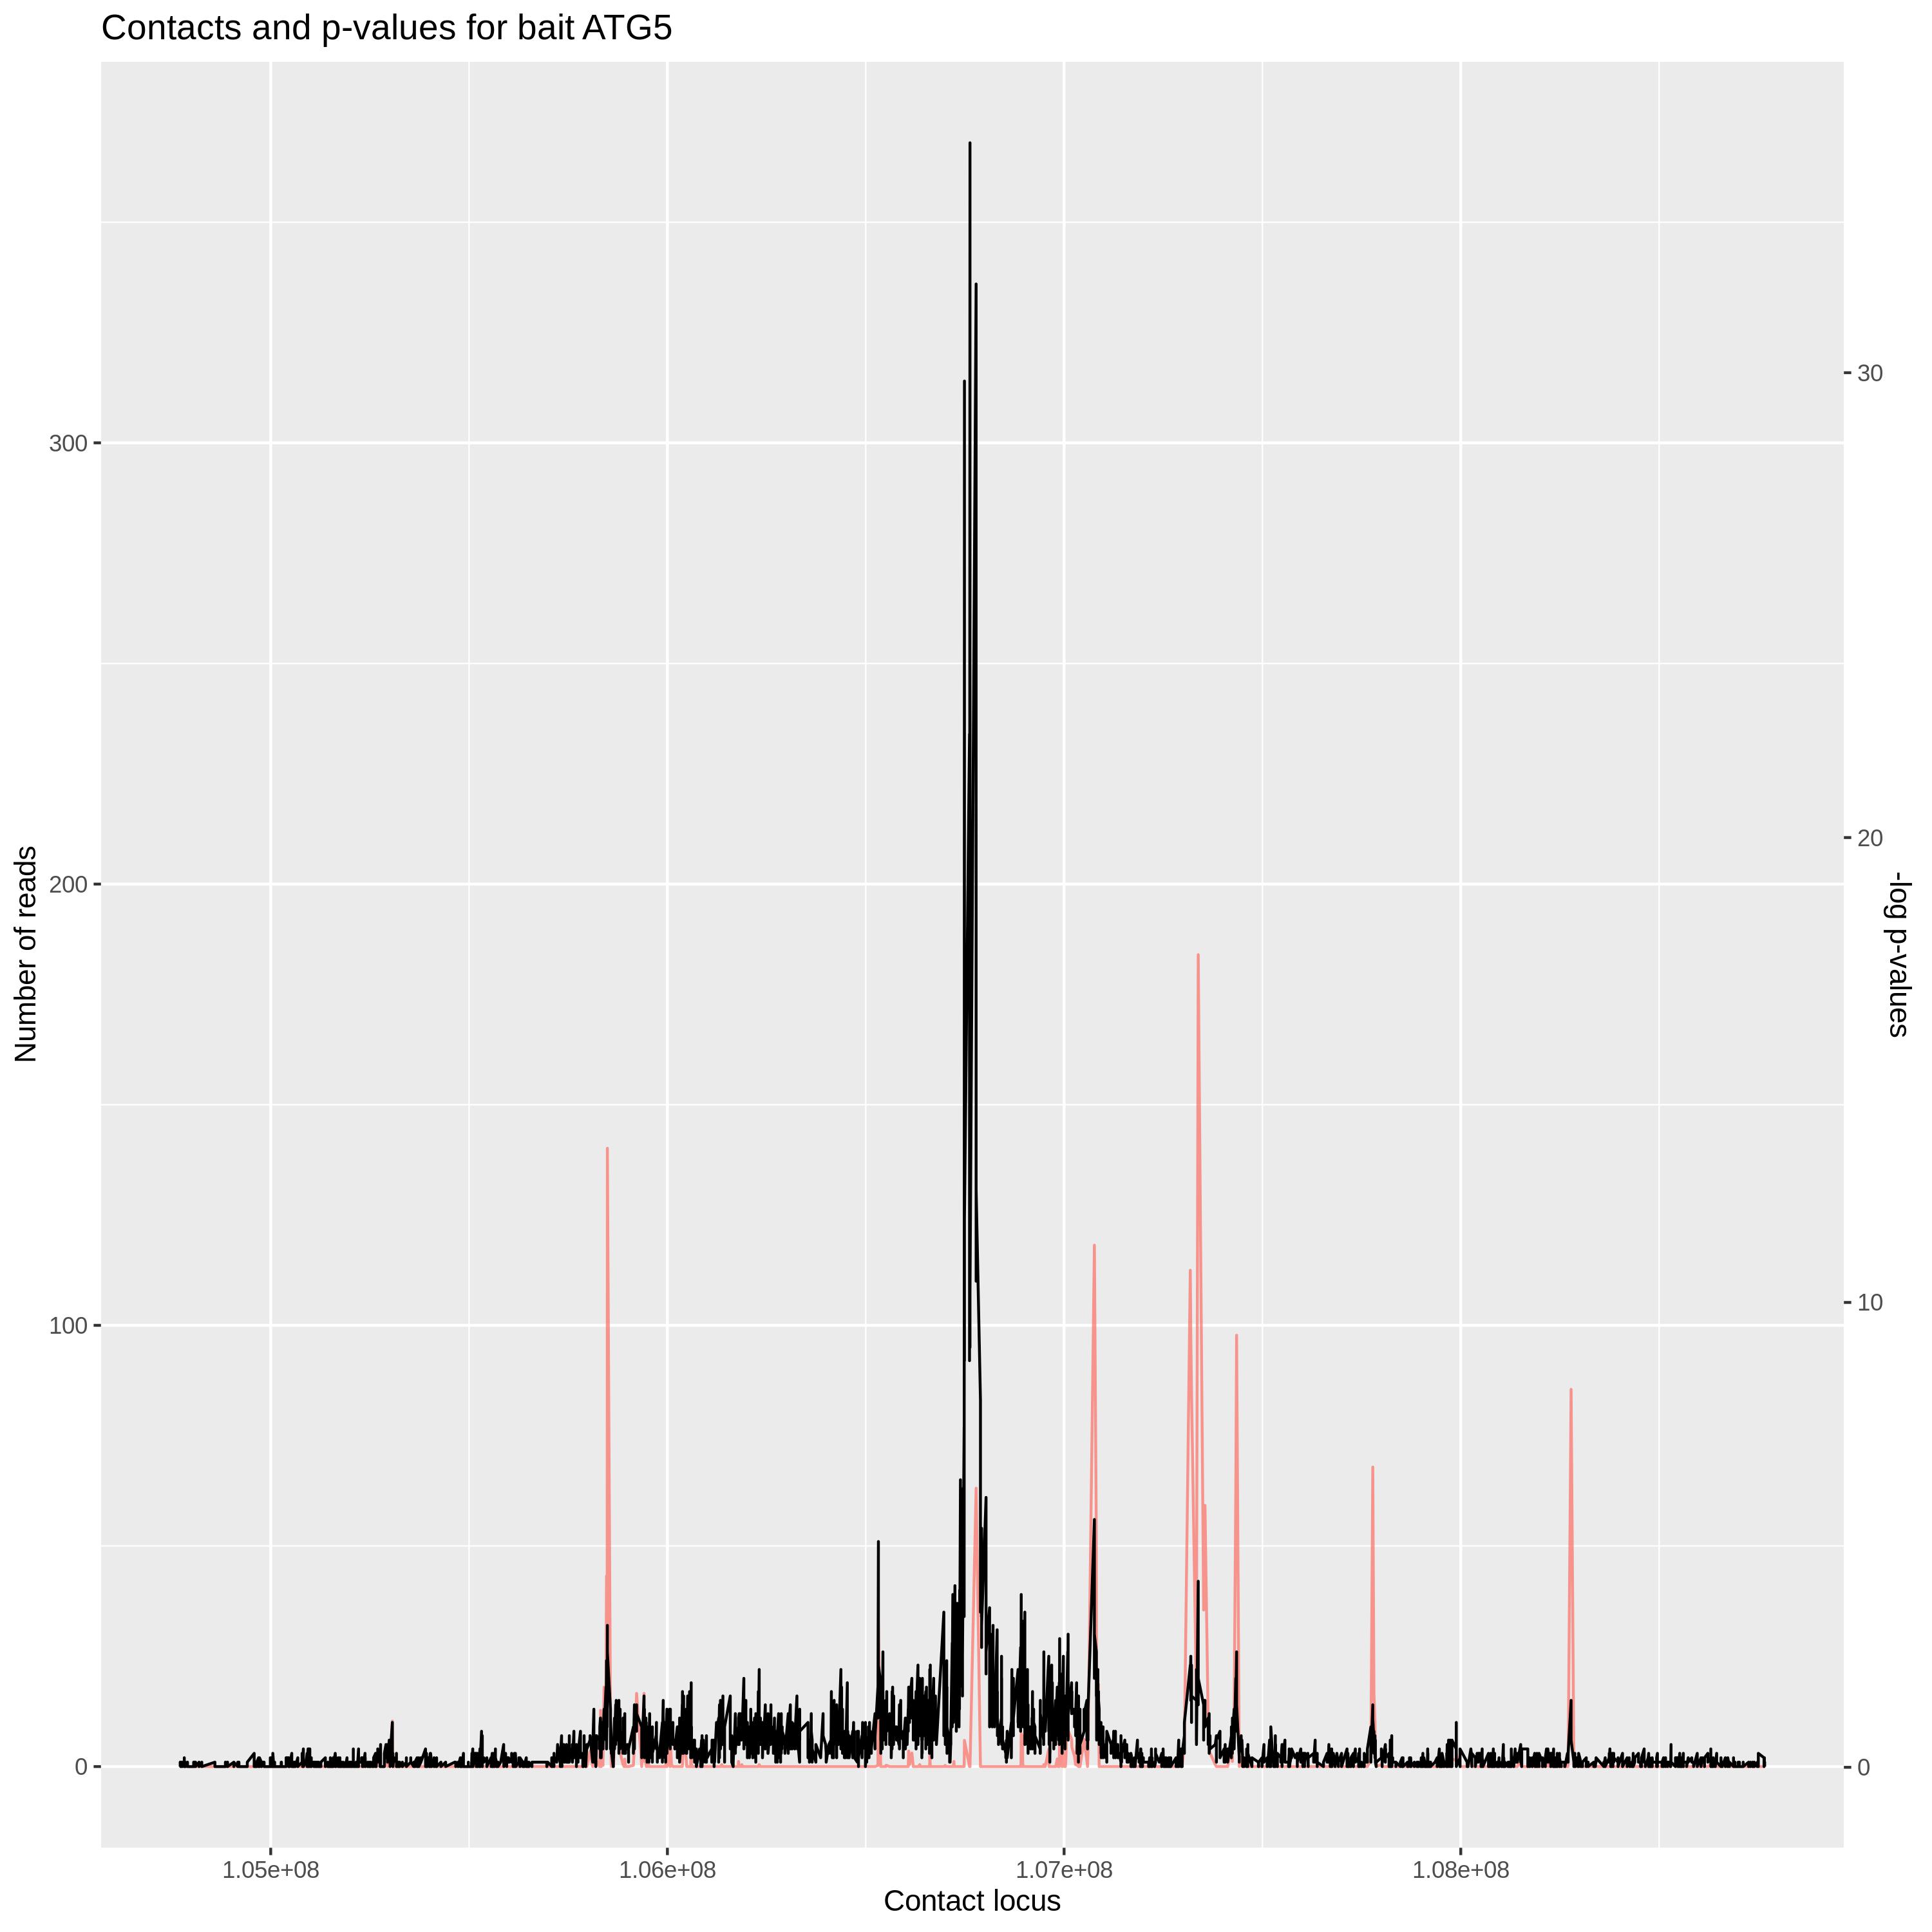 Contacts and p-values for bait ATG5
Number of reads
300
200
100
0
30
20
10
0
-log p-values
1.05e+08
1.06e+08
1.07e+08
1.08e+08
Contact locus